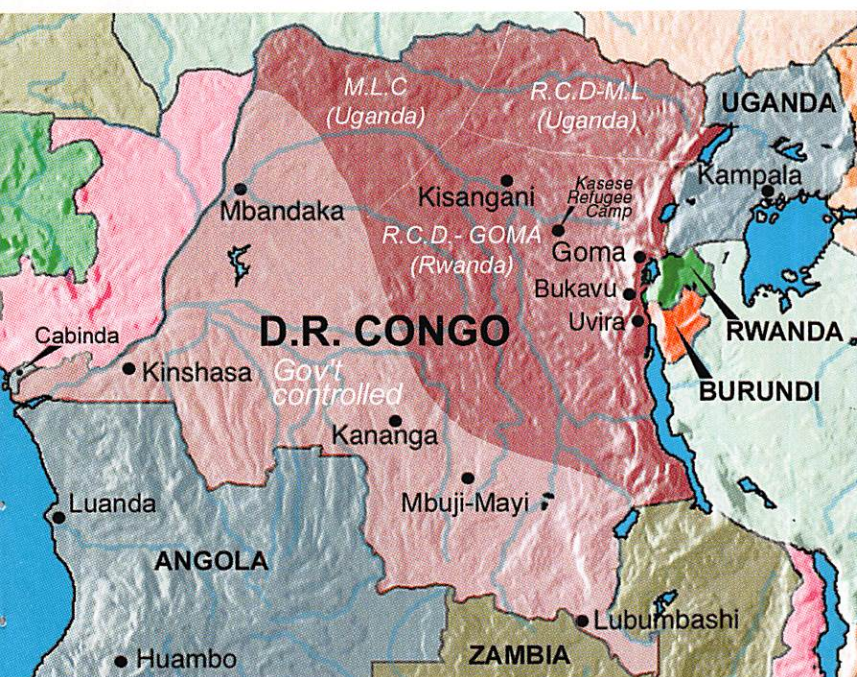 M.L.C
(Uganda)
R.C.D-M.L
(Uganda)
UGANDA
Kampala
Mbandaka
Kisangani
Kasese
Refugee
Camp
R.C.D.- GOMA
(Rwanda)
Goma
Bukavu
Uvira
1
RWANDA
BURUNDI
D.R. CONGO
Cabinda
Kinshasa
Gov't
controlled
Kananga
Mbuji-Mayi
Luanda
ANGOLA
Lubumbashi
ZAMBIA
Huambo